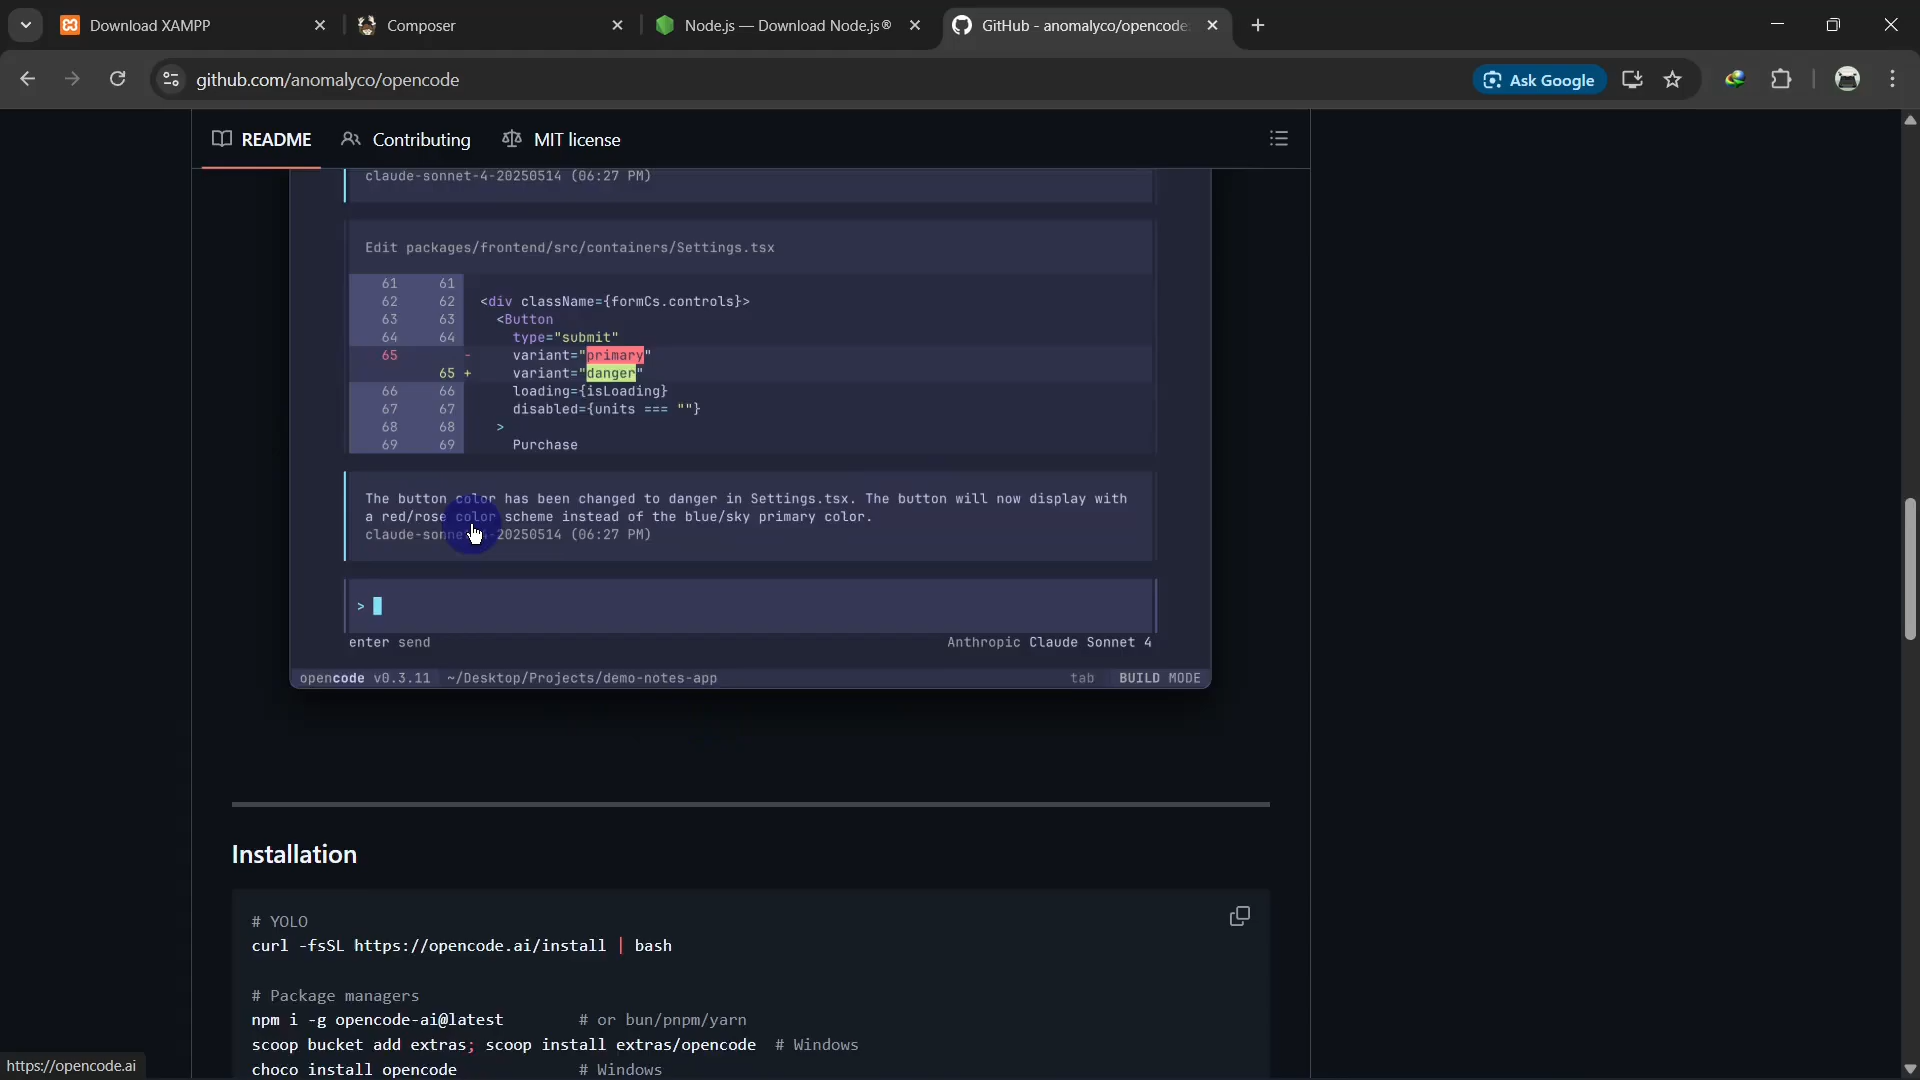 Download XAMPP
Composer
Node.js — Download Node.js®
GitHub - anomalyco/opencode:
github.com/anomalyco/opencode
Ask Google
README
Contributing
MIT license
claude-sonnet-4-20250514 (06:27 PM)
Edit packages/frontend/src/containers/Settings.tsx
61 61
62 62 <div className={formCs.controls}>
63 63 <Button
64 64 type="submit"
65 - variant="primary"
65 + variant="danger"
66 66 loading={isLoading}
67 67 disabled={units === ""}
68 68 >
69 69 Purchase
The button color has been changed to danger in Settings.tsx. The button will now display with
a red/rose color scheme instead of the blue/sky primary color.
claude-sonnet-4-20250514 (06:27 PM)
>
enter send
Anthropic Claude Sonnet 4
opencode v0.3.11 ~/Desktop/Projects/demo-notes-app
tab BUILD MODE
Installation
# YOLO
curl -fsSL https://opencode.ai/install | bash
# Package managers
npm i -g opencode-ai@latest # or bun/pnpm/yarn
scoop bucket add extras; scoop install extras/opencode # Windows
choco install opencode # Windows
https://opencode.ai